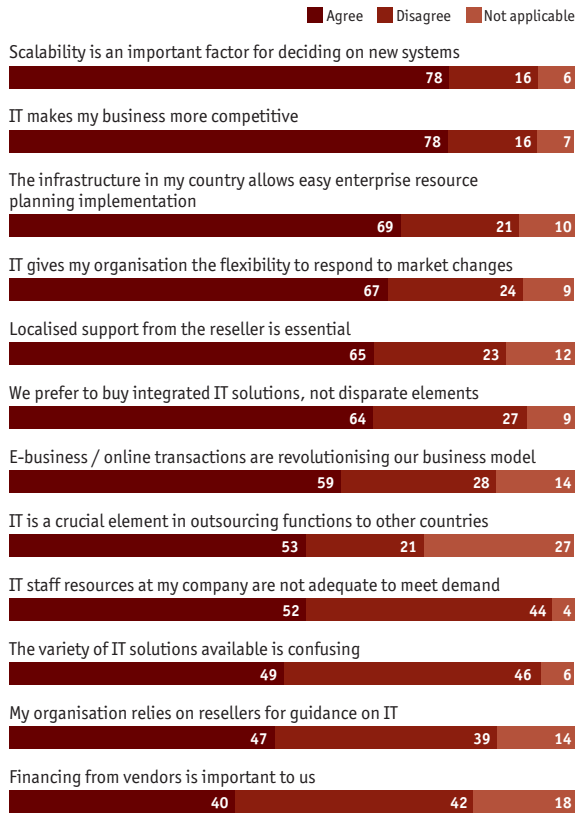 Agree Disagree Not applicable
Scalability is an important factor for deciding on new systems
78 16 6
IT makes my business more competitive
78 16 7
The infrastructure in my country allows easy enterprise resource
planning implementation
69 21 10
IT gives my organisation the flexibility to respond to market changes
67 24 9
Localised support from the reseller is essential
65 23 12
We prefer to buy integrated IT solutions, not disparate elements
64 27 9
E-business / online transactions are revolutionising our business model
59 28 14
IT is a crucial element in outsourcing functions to other countries
53 21 27
IT staff resources at my company are not adequate to meet demand
52 44 4
The variety of IT solutions available is confusing
49 46 6
My organisation relies on resellers for guidance on IT
47 39 14
Financing from vendors is important to us
40 42 18